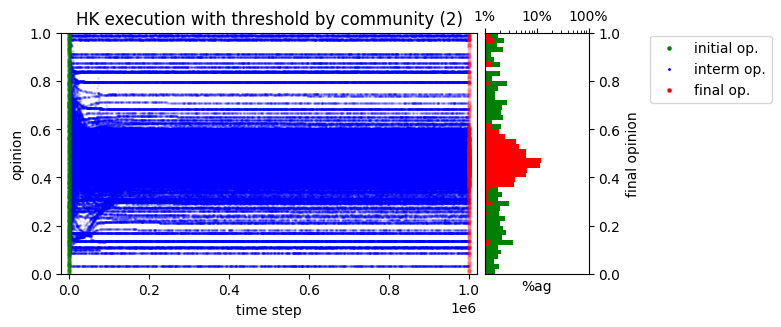 HK execution with threshold by community (2)
1% 10% 100%
1.0 1.0
0.8 0.8
0.6 0.6
0.4 0.4
0.2 0.2
0.0 0.0
opinion
final opinion
initial op.
interm op.
final op.
0.0 0.2 0.4 0.6 0.8 1.0
%ag
1e6
time step